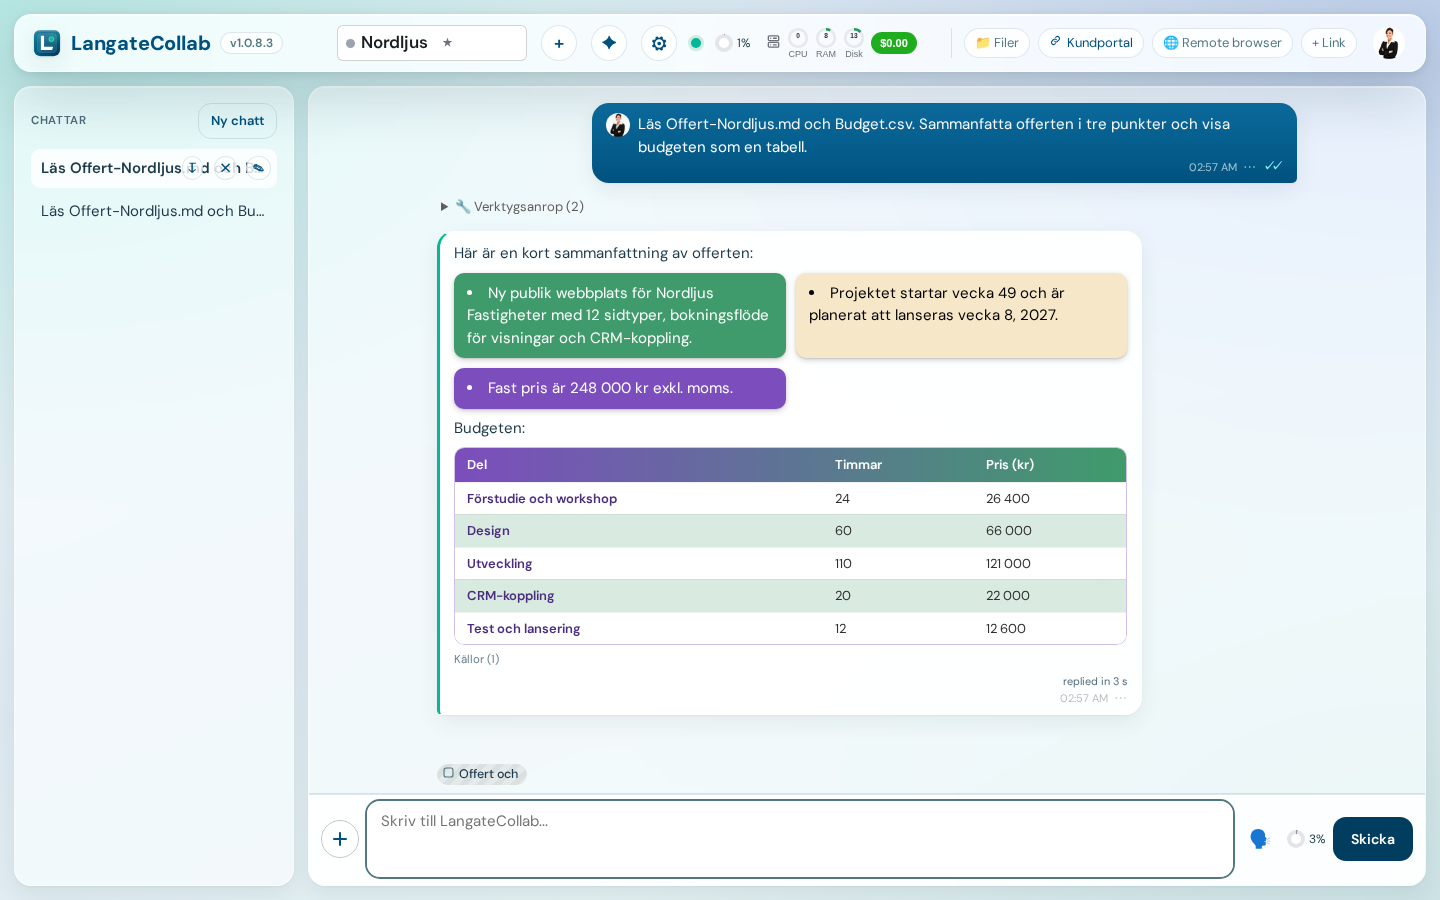 LangateCollab v1.0.8.3
Nordljus ★
+
1%
0 CPU
8 RAM
13 Disk
$0.00
Filer
Kundportal
Remote browser
+ Link
CHATTAR
Ny chatt
Läs Offert-Nordljus.md och B
Läs Offert-Nordljus.md och Bu...
Läs Offert-Nordljus.md och Budget.csv. Sammanfatta offerten i tre punkter och visa
budgeten som en tabell.
02:57 AM ···
Verktygsanrop (2)
Här är en kort sammanfattning av offerten:
• Ny publik webbplats för Nordljus
Fastigheter med 12 sidtyper, bokningsflöde
för visningar och CRM-koppling.
• Projektet startar vecka 49 och är
planerat att lanseras vecka 8, 2027.
• Fast pris är 248 000 kr exkl. moms.
Budgeten:
Del Timmar Pris (kr)
Förstudie och workshop 24 26 400
Design 60 66 000
Utveckling 110 121 000
CRM-koppling 20 22 000
Test och lansering 12 12 600
Källor (1)
replied in 3 s
02:57 AM ···
Offert och
Skriv till LangateCollab...
3%
Skicka